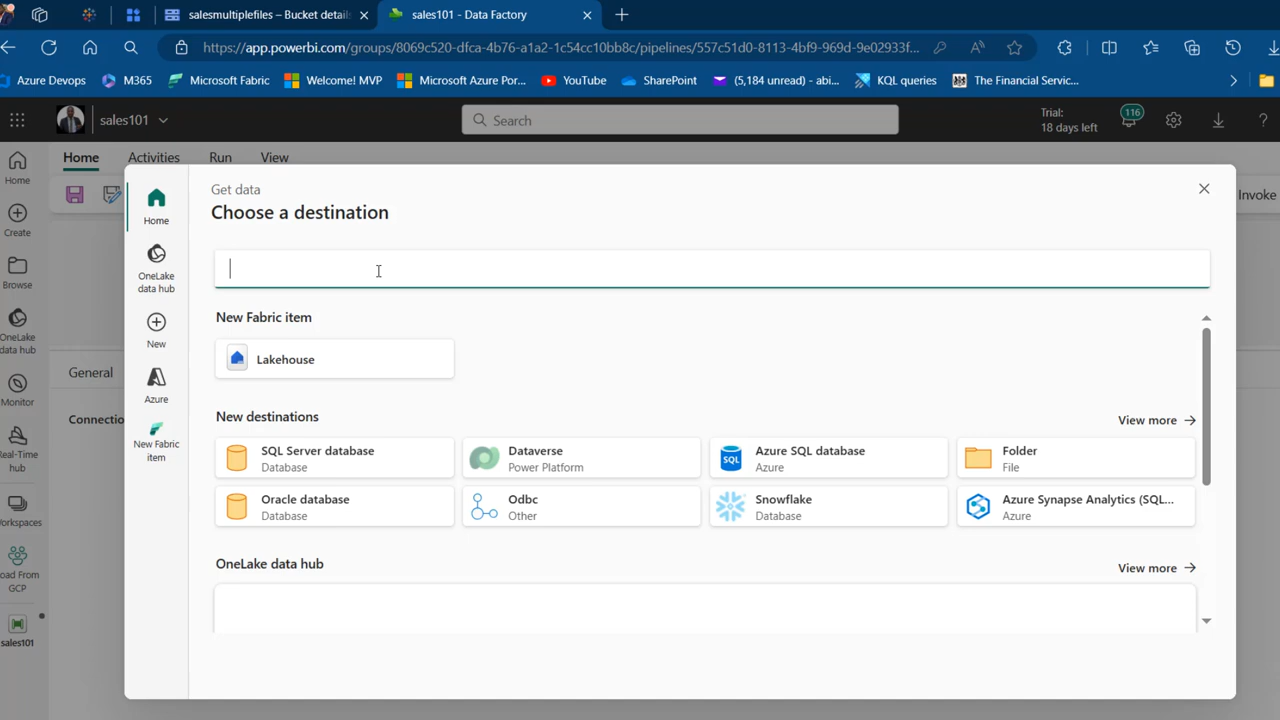 salesmultiplefiles – Bucket details
sales101 - Data Factory
https://app.powerbi.com/groups/8069c520-dfca-4b76-a1a2-1c54cc10bb8c/pipelines/557c51d0-8113-4bf9-969d-9e02933f...
Azure Devops
M365
Microsoft Fabric
Welcome! MVP
Microsoft Azure Por...
YouTube
SharePoint
(5,184 unread) - abi...
KQL queries
The Financial Servic...
sales101
Search
Trial:
18 days left
116
Home
Activities
Run
View
Invoke
Home
Create
Browse
OneLake
data hub
Monitor
Real-Time
hub
Workspaces
Load From
GCP
sales101
General
Connectio
Home
OneLake
data hub
New
Azure
New Fabric
item
Get data
Choose a destination
New Fabric item
Lakehouse
New destinations
View more
SQL Server database
Database
Dataverse
Power Platform
SQL
Azure SQL database
Azure
Folder
File
Oracle database
Database
Odbc
Other
Snowflake
Database
Azure Synapse Analytics (SQL...
Azure
OneLake data hub
View more